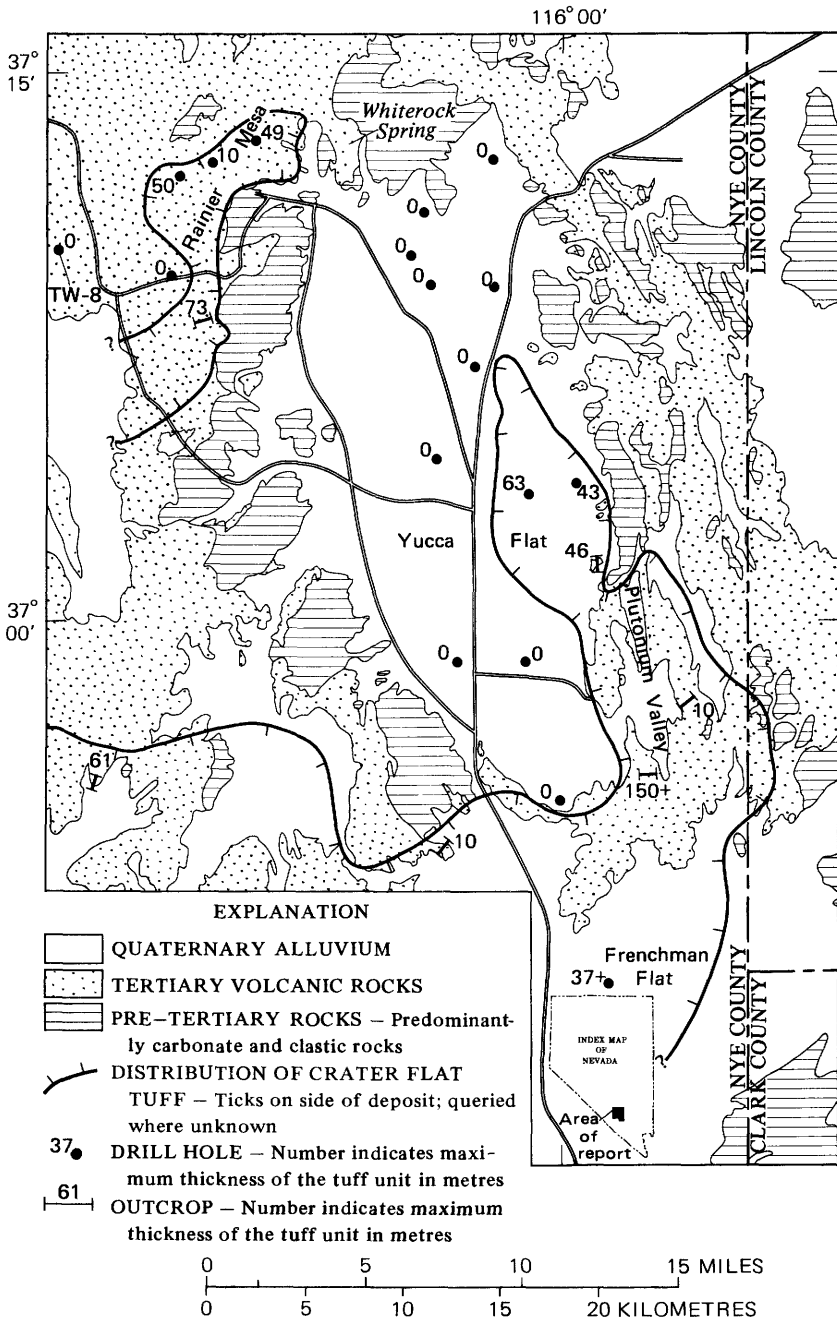 116° 00'
37°
15'
Whiterock
Spring
NYE COUNTY
LINCOLN COUNTY
Rainier Mesa
49
10
50
0
0
0
0
0
TW-8
0
0
0
73
?
0
?
0
63
43
Yucca Flat
46
37°
00'
Plutonium Valley
0
0
10
61
150+
0
10
EXPLANATION
QUATERNARY ALLUVIUM
TERTIARY VOLCANIC ROCKS
PRE-TERTIARY ROCKS – Predominant-
ly carbonate and clastic rocks
DISTRIBUTION OF CRATER FLAT
TUFF – Ticks on side of deposit; queried
where unknown
37 DRILL HOLE – Number indicates maxi-
mum thickness of the tuff unit in metres
61 OUTCROP – Number indicates maximum
thickness of the tuff unit in metres
Frenchman
Flat
37+
NYE COUNTY
CLARK COUNTY
INDEX MAP
OF
NEVADA
?
Area
of
report
0 5 10 15 MILES
0 5 10 15 20 KILOMETRES